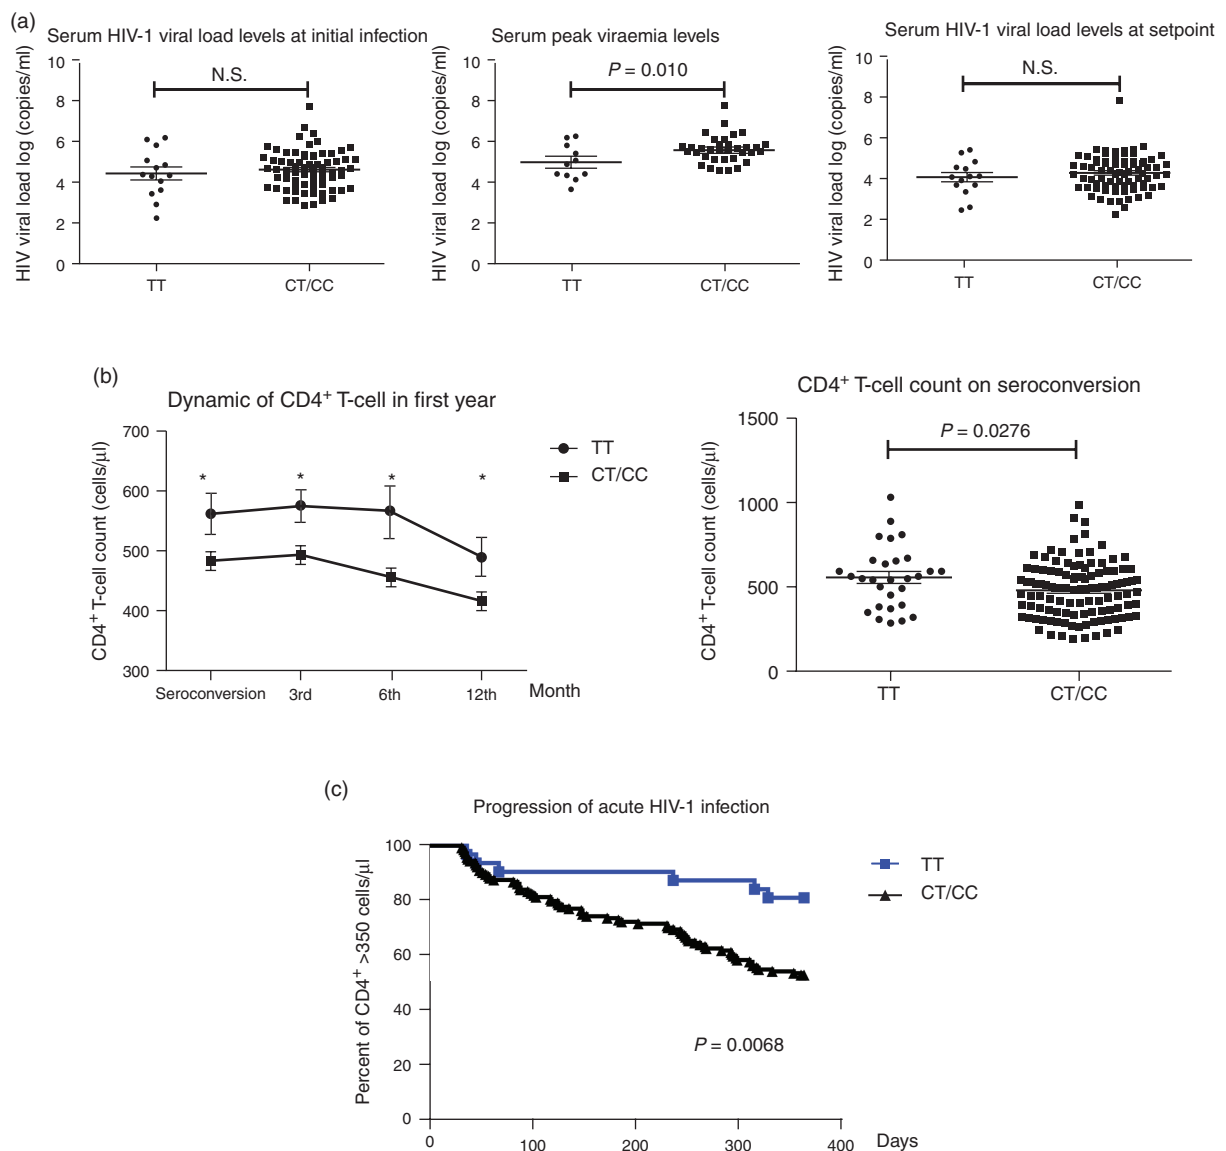 (a)
Serum HIV-1 viral load levels at initial infection
HIV viral load log (copies/ml)
10
8
6
4
2
0
N.S.
TT
CT/CC
Serum peak viraemia levels
HIV viral load log (copies/ml)
10
8
6
4
2
0
P = 0.010
TT
CT/CC
Serum HIV-1 viral load levels at setpoint
HIV viral load log (copies/ml)
10
8
6
4
2
0
N.S.
TT
CT/CC
(b)
Dynamic of CD4⁺ T-cell in first year
CD4⁺ T-cell count (cells/µl)
700
600
500
400
300
* * * *
Seroconversion 3rd 6th 12th Month
TT
CT/CC
CD4⁺ T-cell count on seroconversion
CD4⁺ T-cell count (cells/µl)
1500
1000
500
0
P = 0.0276
TT
CT/CC
(c)
Progression of acute HIV-1 infection
Percent of CD4⁺ >350 cells/µl
100
80
60
40
20
0
P = 0.0068
0 100 200 300 400 Days
TT
CT/CC